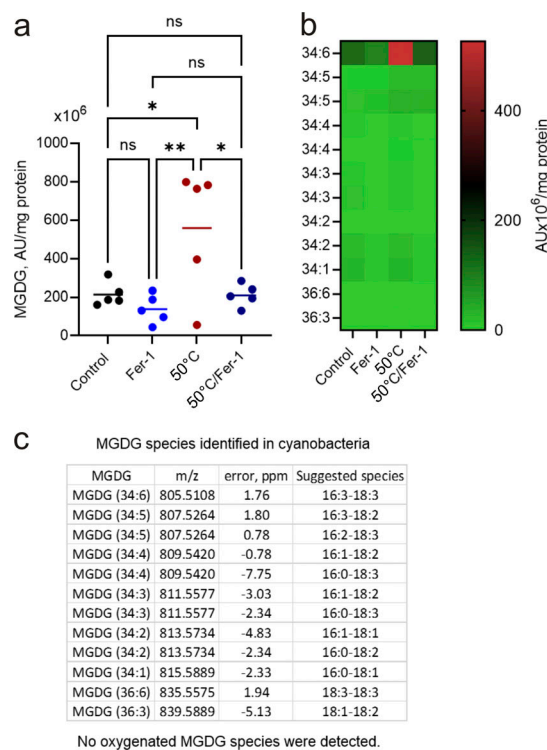 a
ns
ns
*
ns
**
*
x10⁶
1000
800
600
400
200
0
MGDG, AU/mg protein
Control
Fer-1
50°C
50°C/Fer-1
b
34:6
34:5
34:5
34:4
34:4
34:3
34:3
34:2
34:2
34:1
36:6
36:3
Control
Fer-1
50°C
50°C/Fer-1
400
200
0
AUx10⁶/mg protein
c
MGDG species identified in cyanobacteria
MGDG m/z error, ppm Suggested species
MGDG (34:6) 805.5108 1.76 16:3-18:3
MGDG (34:5) 807.5264 1.80 16:3-18:2
MGDG (34:5) 807.5264 0.78 16:2-18:3
MGDG (34:4) 809.5420 -0.78 16:1-18:2
MGDG (34:4) 809.5420 -7.75 16:0-18:3
MGDG (34:3) 811.5577 -3.03 16:1-18:2
MGDG (34:3) 811.5577 -2.34 16:0-18:3
MGDG (34:2) 813.5734 -4.83 16:1-18:1
MGDG (34:2) 813.5734 -2.34 16:0-18:2
MGDG (34:1) 815.5889 -2.33 16:0-18:1
MGDG (36:6) 835.5575 1.94 18:3-18:3
MGDG (36:3) 839.5889 -5.13 18:1-18:2
No oxygenated MGDG species were detected.